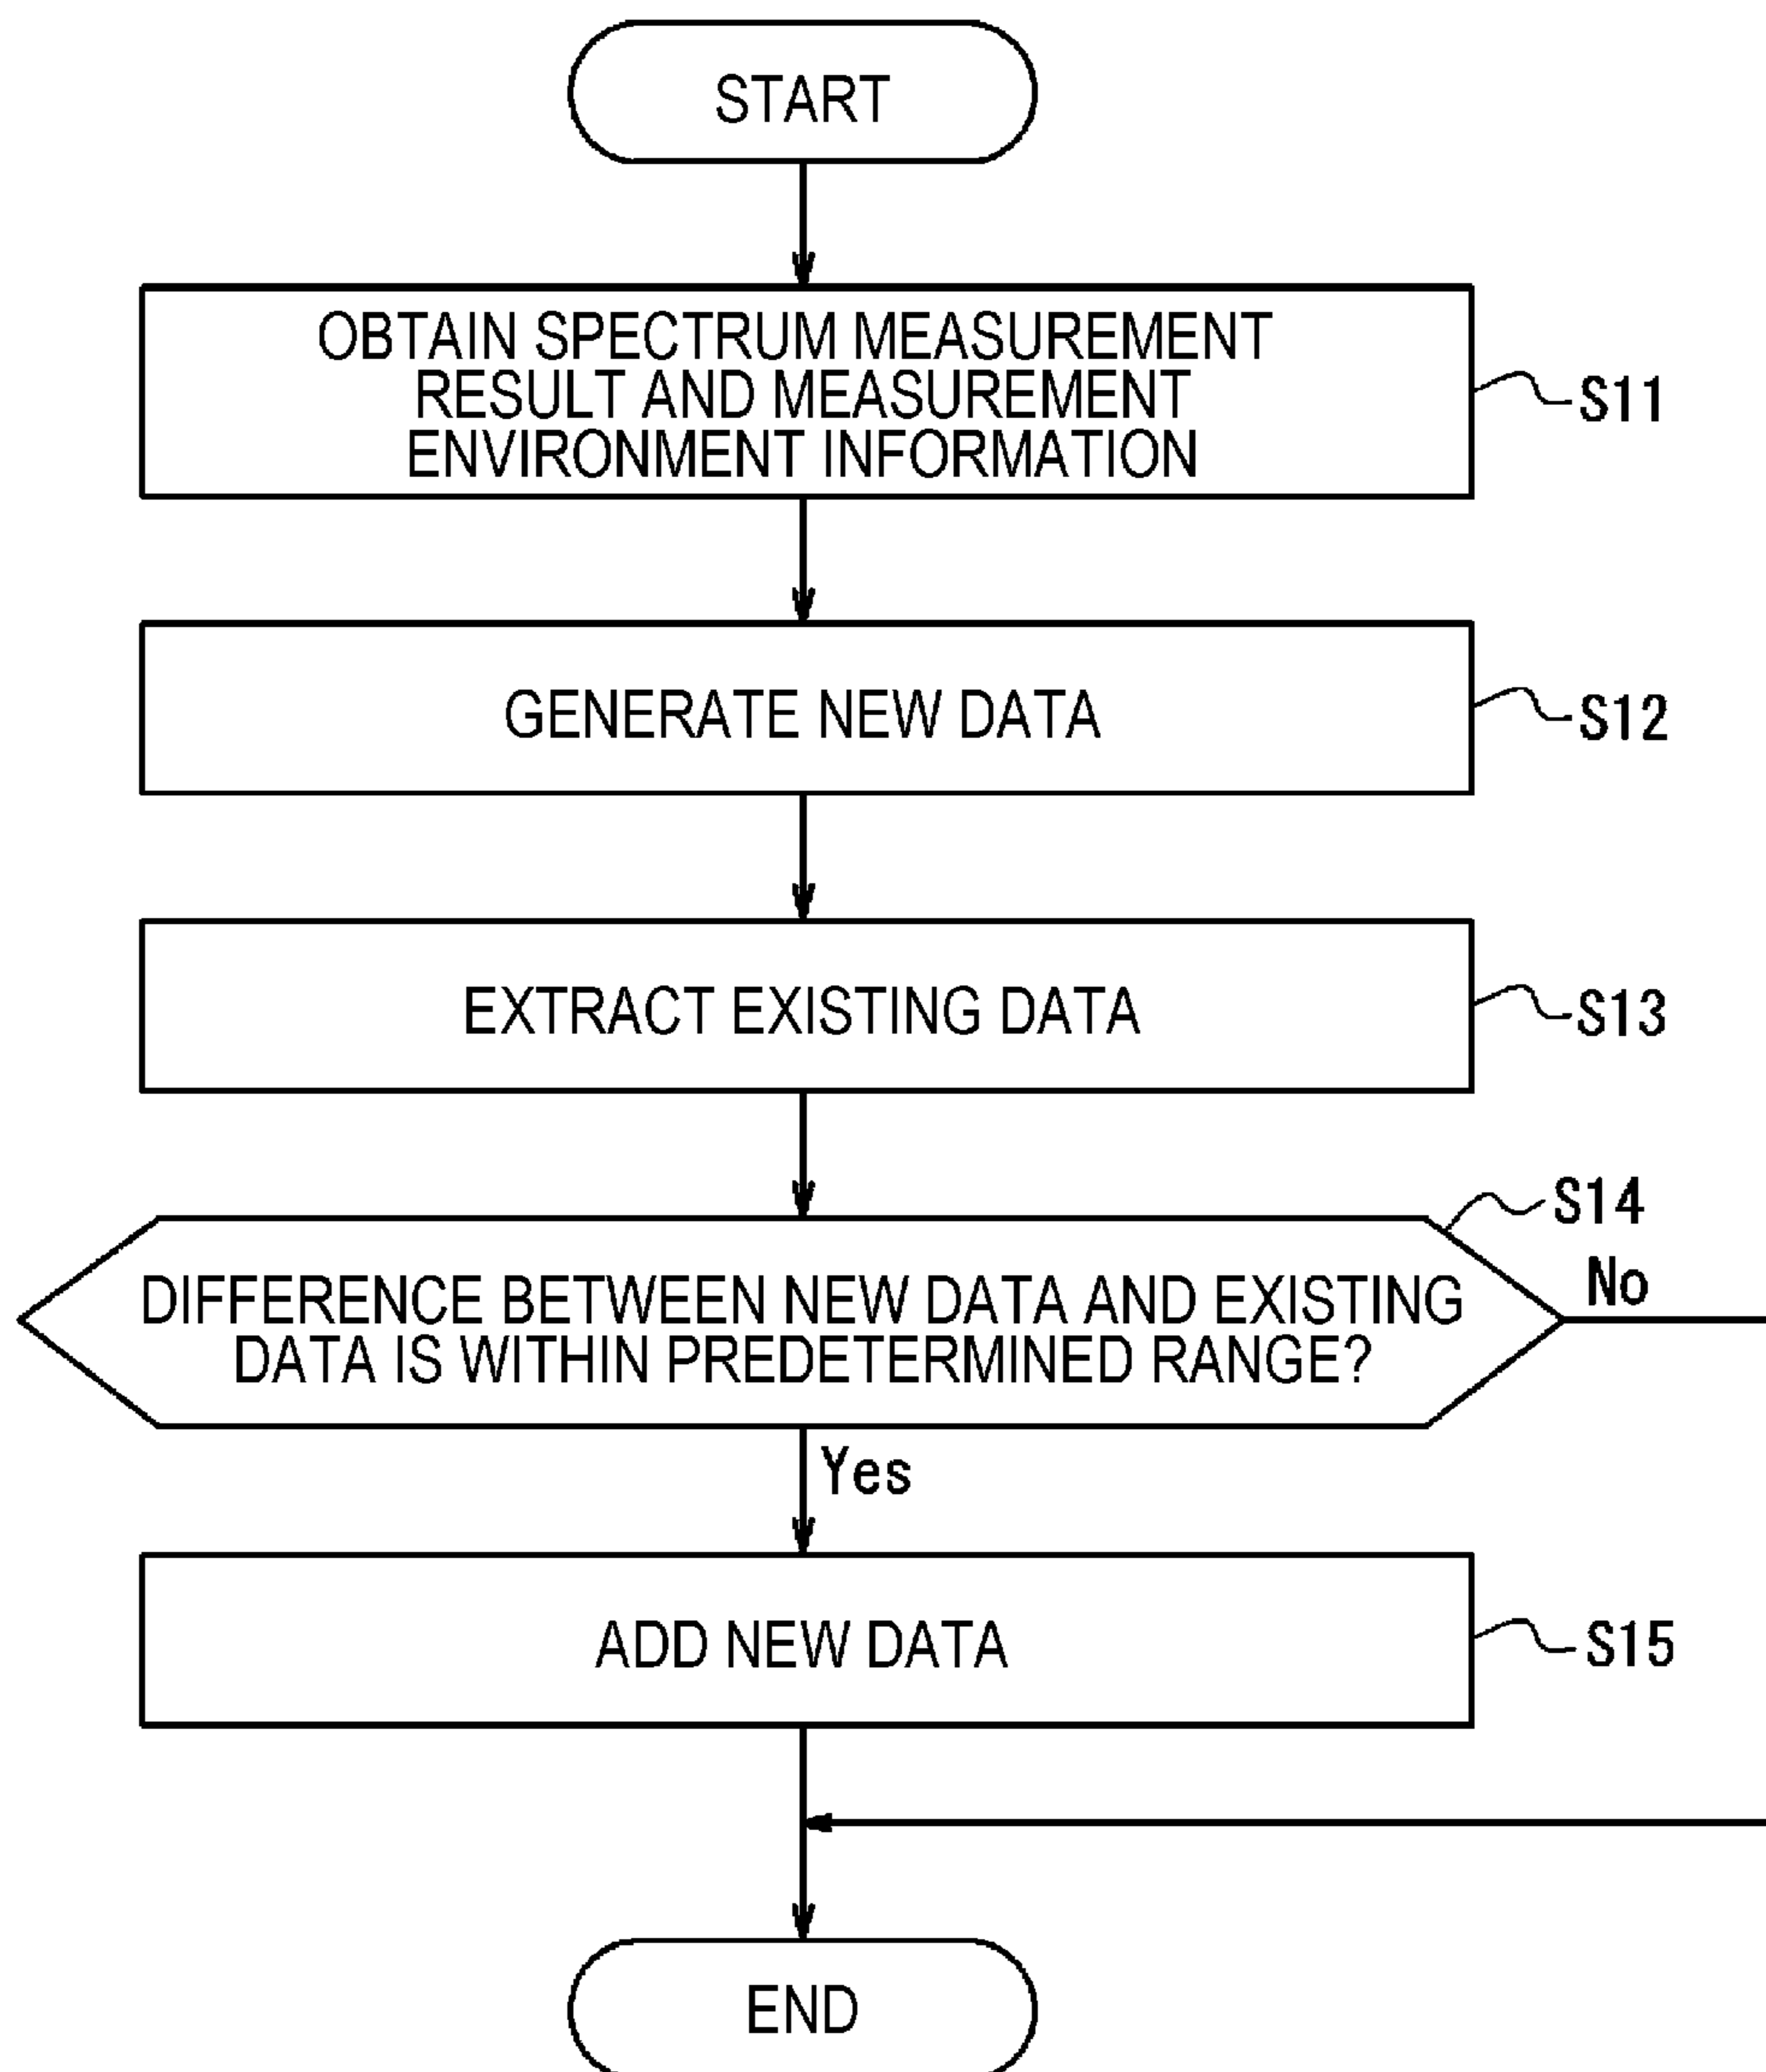 START
OBTAIN SPECTRUM MEASUREMENT
RESULT AND MEASUREMENT
ENVIRONMENT INFORMATION
S11
GENERATE NEW DATA
S12
EXTRACT EXISTING DATA
S13
S14
DIFFERENCE BETWEEN NEW DATA AND EXISTING
DATA IS WITHIN PREDETERMINED RANGE?
No
Yes
ADD NEW DATA
S15
END